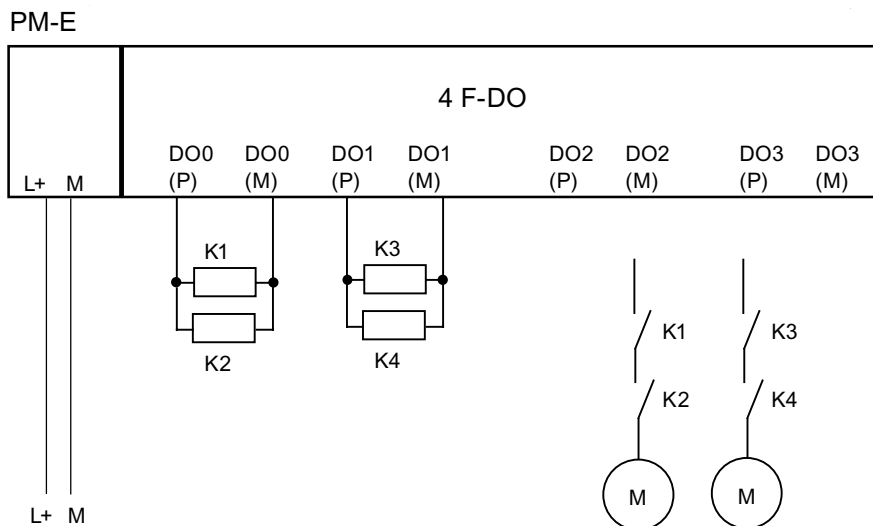 PM-E
4 F-DO
DO0 DO0 DO1 DO1 DO2 DO2 DO3 DO3
L+ M (P) (M) (P) (M) (P) (M) (P) (M)
K1 K3
K1 K3
K2 K4
K2 K4
M M
L+ M